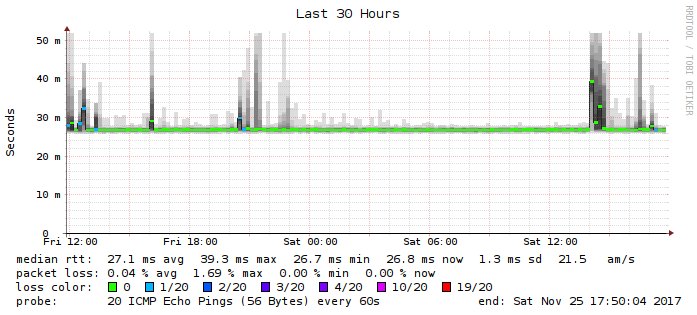 Last 30 Hours
RRDTOOL / TOBI OETIKER
Seconds
50 m
40 m
30 m
20 m
10 m
0
Fri 12:00 Fri 18:00 Sat 00:00 Sat 06:00 Sat 12:00
median rtt: 27.1 ms avg 39.3 ms max 26.7 ms min 26.8 ms now 1.3 ms sd 21.5 am/s
packet loss: 0.04 % avg 1.69 % max 0.00 % min 0.00 % now
loss color: 0 1/20 2/20 3/20 4/20 10/20 19/20
probe: 20 ICMP Echo Pings (56 Bytes) every 60s end: Sat Nov 25 17:50:04 2017